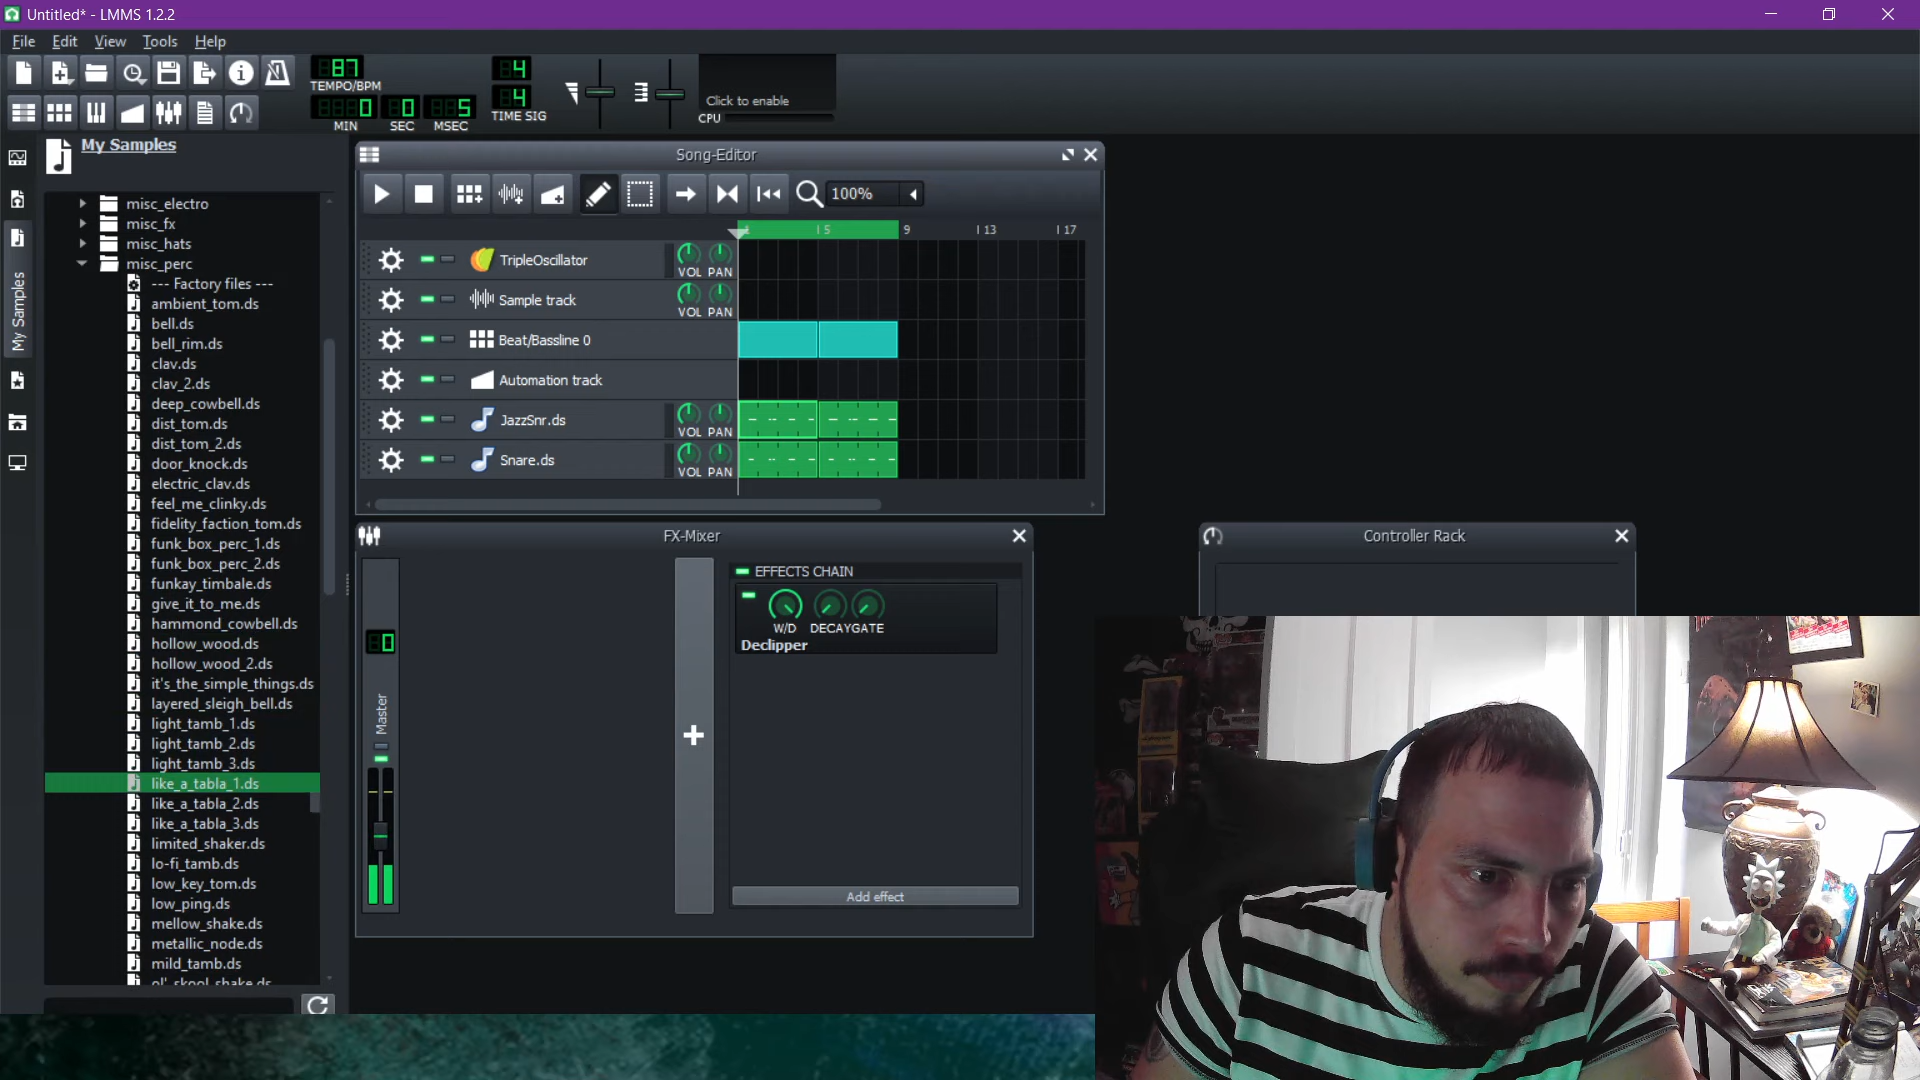 Untitled* - LMMS 1.2.2
File Edit View Tools Help
87
TEMPO/BPM
0 0 5
MIN SEC MSEC
4
4
TIME SIG
Click to enable
CPU
My Samples
My Samples
misc_electro
misc_fx
misc_hats
misc_perc
--- Factory files ---
ambient_tom.ds
bell.ds
bell_rim.ds
clav.ds
clav_2.ds
deep_cowbell.ds
dist_tom.ds
dist_tom_2.ds
door_knock.ds
electric_clav.ds
feel_me_clinky.ds
fidelity_faction_tom.ds
funk_box_perc_1.ds
funk_box_perc_2.ds
funkay_timbale.ds
give_it_to_me.ds
hammond_cowbell.ds
hollow_wood.ds
hollow_wood_2.ds
it's_the_simple_things.ds
layered_sleigh_bell.ds
light_tamb_1.ds
light_tamb_2.ds
light_tamb_3.ds
like_a_tabla_1.ds
like_a_tabla_2.ds
like_a_tabla_3.ds
limited_shaker.ds
lo-fi_tamb.ds
low_key_tom.ds
low_ping.ds
mellow_shake.ds
metallic_node.ds
mild_tamb.ds
ol'_skool_shake.ds
Song-Editor
100%
5 9 13 17
TripleOscillator
VOL PAN
Sample track
VOL PAN
Beat/Bassline 0
Automation track
JazzSnr.ds
VOL PAN
Snare.ds
VOL PAN
FX-Mixer
0
Master
+
EFFECTS CHAIN
W/D DECAY GATE
Declipper
Add effect
Controller Rack